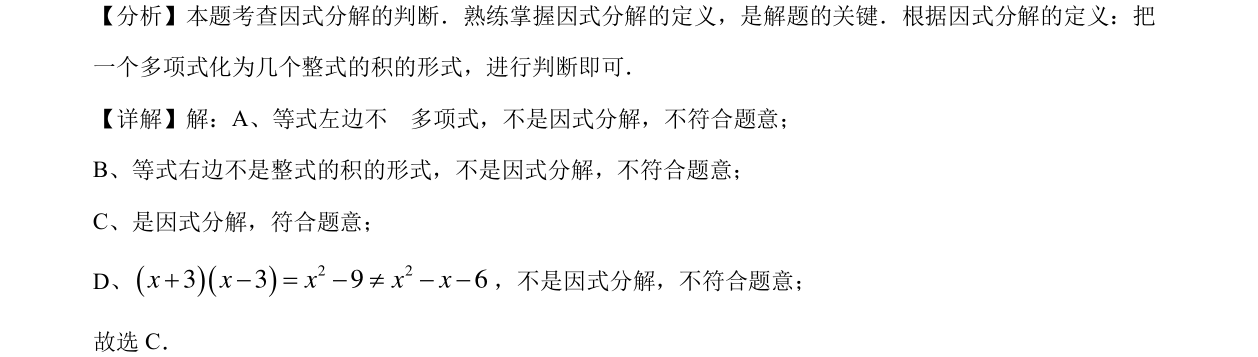 【分析】本题考查因式分解的判断．熟练掌握因式分解的定义，是解题的关键．根据因式分解的定义：把
一个多项式化为几个整式的积的形式，进行判断即可．
【详解】解：A、等式左边不　多项式，不是因式分解，不符合题意；
B、等式右边不是整式的积的形式，不是因式分解，不符合题意；
C、是因式分解，符合题意；
D、(x+3)(x−3)=x²−9≠x²−x−6，不是因式分解，不符合题意；
故选 C．